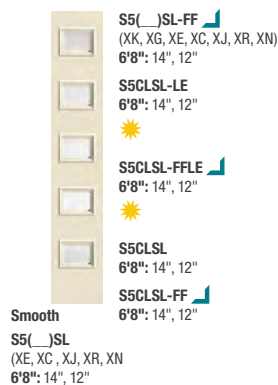 S5(__)SL-FF
(XK, XG, XE, XC, XJ, XR, XN)
6'8": 14", 12"
S5CLSL-LE
6'8": 14", 12"
S5CLSL-FFLE
6'8": 14", 12"
S5CLSL
6'8": 14", 12"
S5CLSL-FF
6'8": 14", 12"
Smooth
S5(__)SL
(XE, XC , XJ, XR, XN
6'8": 14", 12"